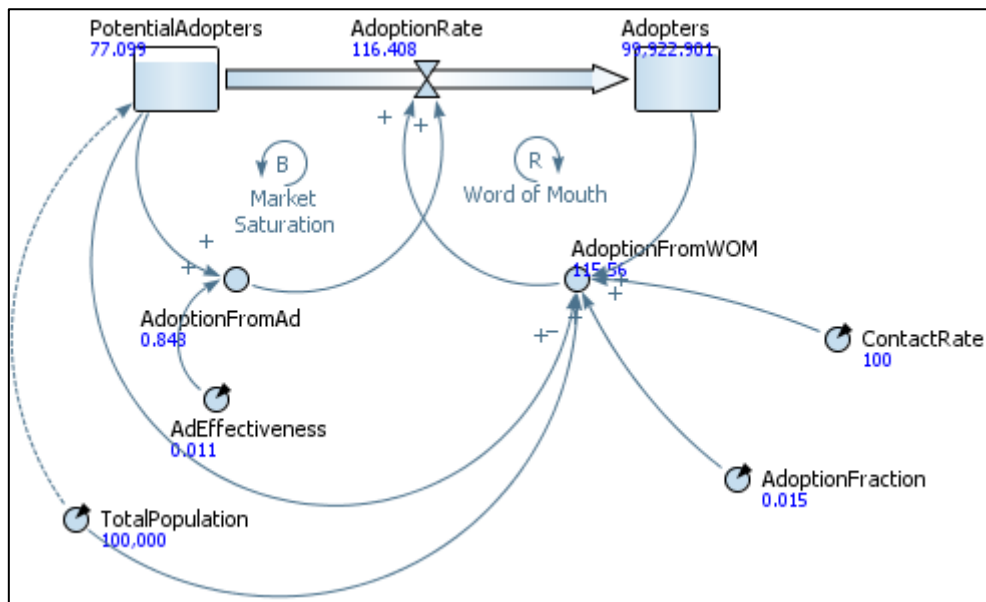 PotentialAdopters
77.099
AdoptionRate
116.408
Adopters
99,922.901
+
+
B
Market
Saturation
R
Word of Mouth
+
+
AdoptionFromAd
0.848
AdoptionFromWOM
115.56
+
+
+
−
+
ContactRate
100
AdEffectiveness
0.011
AdoptionFraction
0.015
TotalPopulation
100,000